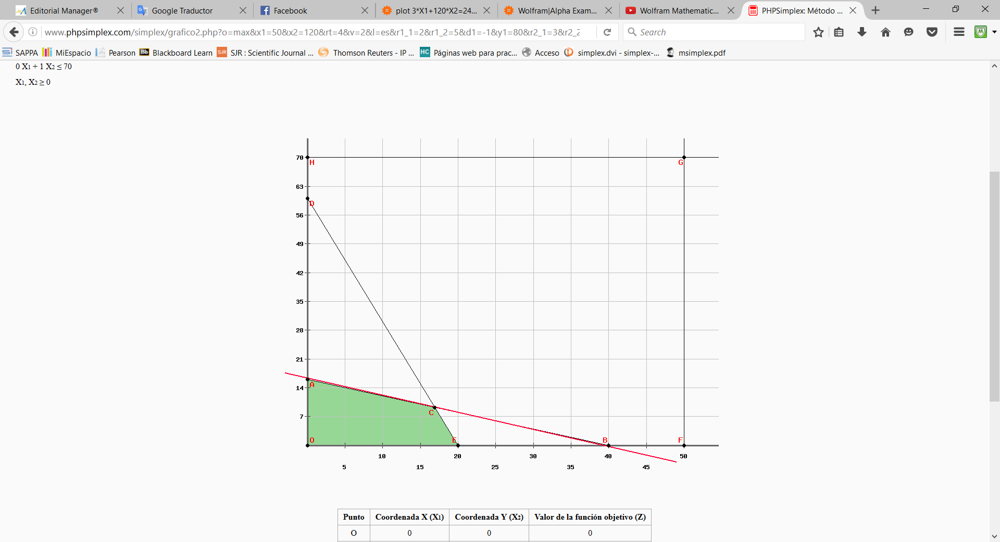 Editorial Manager®
Google Traductor
Facebook
plot 3*X1+120*X2=24...
Wolfram|Alpha Exam...
Wolfram Mathematic...
PHPSimplex: Método ...
www.phpsimplex.com/simplex/grafico2.php?o=max&x1=50&x2=120&rt=4&v=2&l=es&r1_1=2&r1_2=5&d1=-1&y1=80&r2_1=3&r2_2
Search
SAPPA
MiEspacio
Pearson
Bb Blackboard Learn
SJR SJR : Scientific Journal ...
Thomson Reuters - IP ...
HC Páginas web para prac...
Acceso
simplex.dvi - simplex-...
msimplex.pdf
0 X1 + 1 X2 ≤ 70
X1, X2 ≥ 0
70
H
G
63
D
56
49
42
35
28
21
A
14
C
7
O
E
B
F
10
20
30
40
50
5
15
25
35
45
Punto Coordenada X (X1) Coordenada Y (X2) Valor de la función objetivo (Z)
O 0 0 0